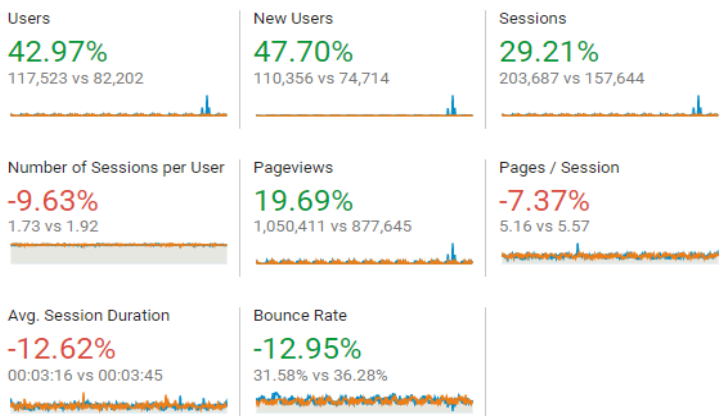 Users
42.97%
117,523 vs 82,202
New Users
47.70%
110,356 vs 74,714
Sessions
29.21%
203,687 vs 157,644
Number of Sessions per User
-9.63%
1.73 vs 1.92
Pageviews
19.69%
1,050,411 vs 877,645
Pages / Session
-7.37%
5.16 vs 5.57
Avg. Session Duration
-12.62%
00:03:16 vs 00:03:45
Bounce Rate
-12.95%
31.58% vs 36.28%